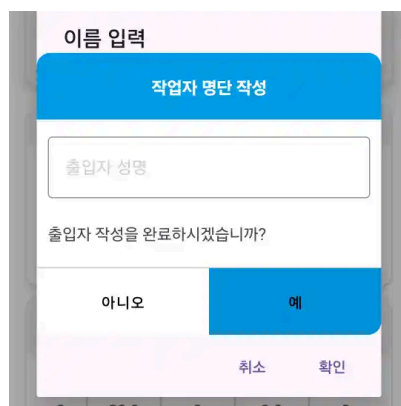 이름 입력
작업자 명단 작성
출입자 성명
출입자 작성을 완료하시겠습니까?
아니오
예
취소
확인